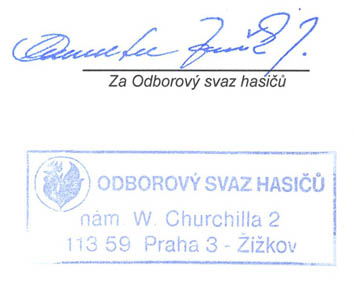 Za Odborový svaz hasičů
ODBOROVÝ SVAZ HASIČŮ
nám. W. Churchilla 2
113 59 Praha 3 - Žižkov